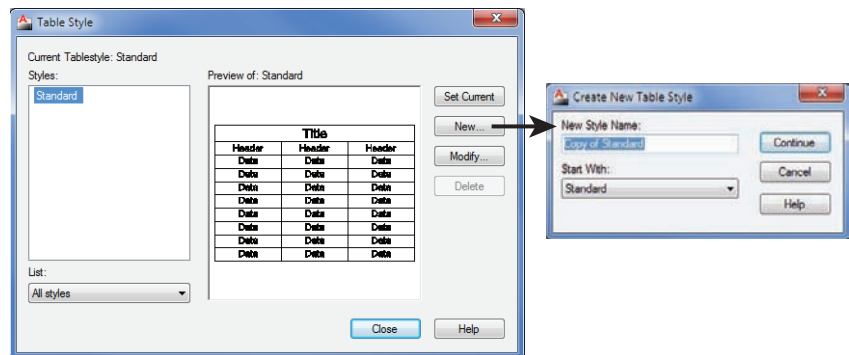 Table Style
Current Tablestyle: Standard
Styles:
Standard
List:
All styles
Preview of: Standard
Title
Header Header Header
Data Data Data
Data Data Data
Data Data Data
Data Data Data
Data Data Data
Data Data Data
Data Data Data
Data Data Data
Set Current
New...
Modify...
Delete
Close
Help
Create New Table Style
New Style Name:
Copy of Standard
Start With:
Standard
Continue
Cancel
Help